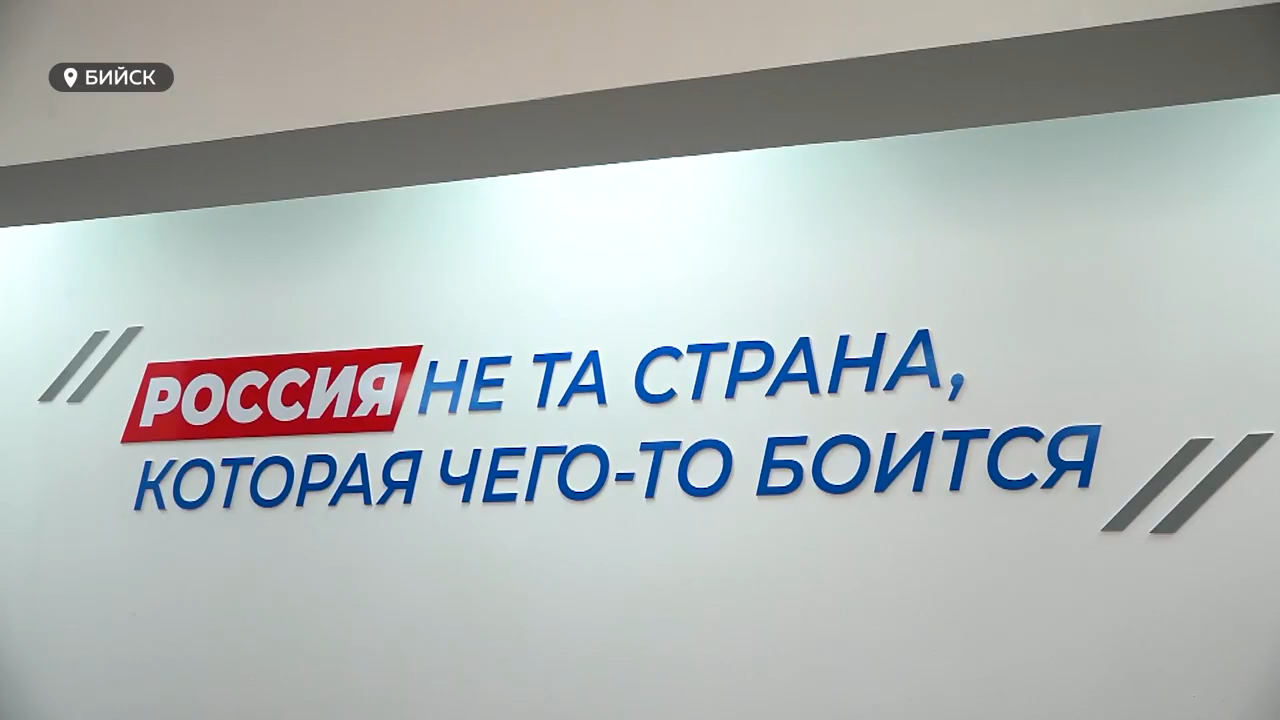 БИЙСК
РОССИЯ НЕ ТА СТРАНА,
КОТОРАЯ ЧЕГО-ТО БОИТСЯ